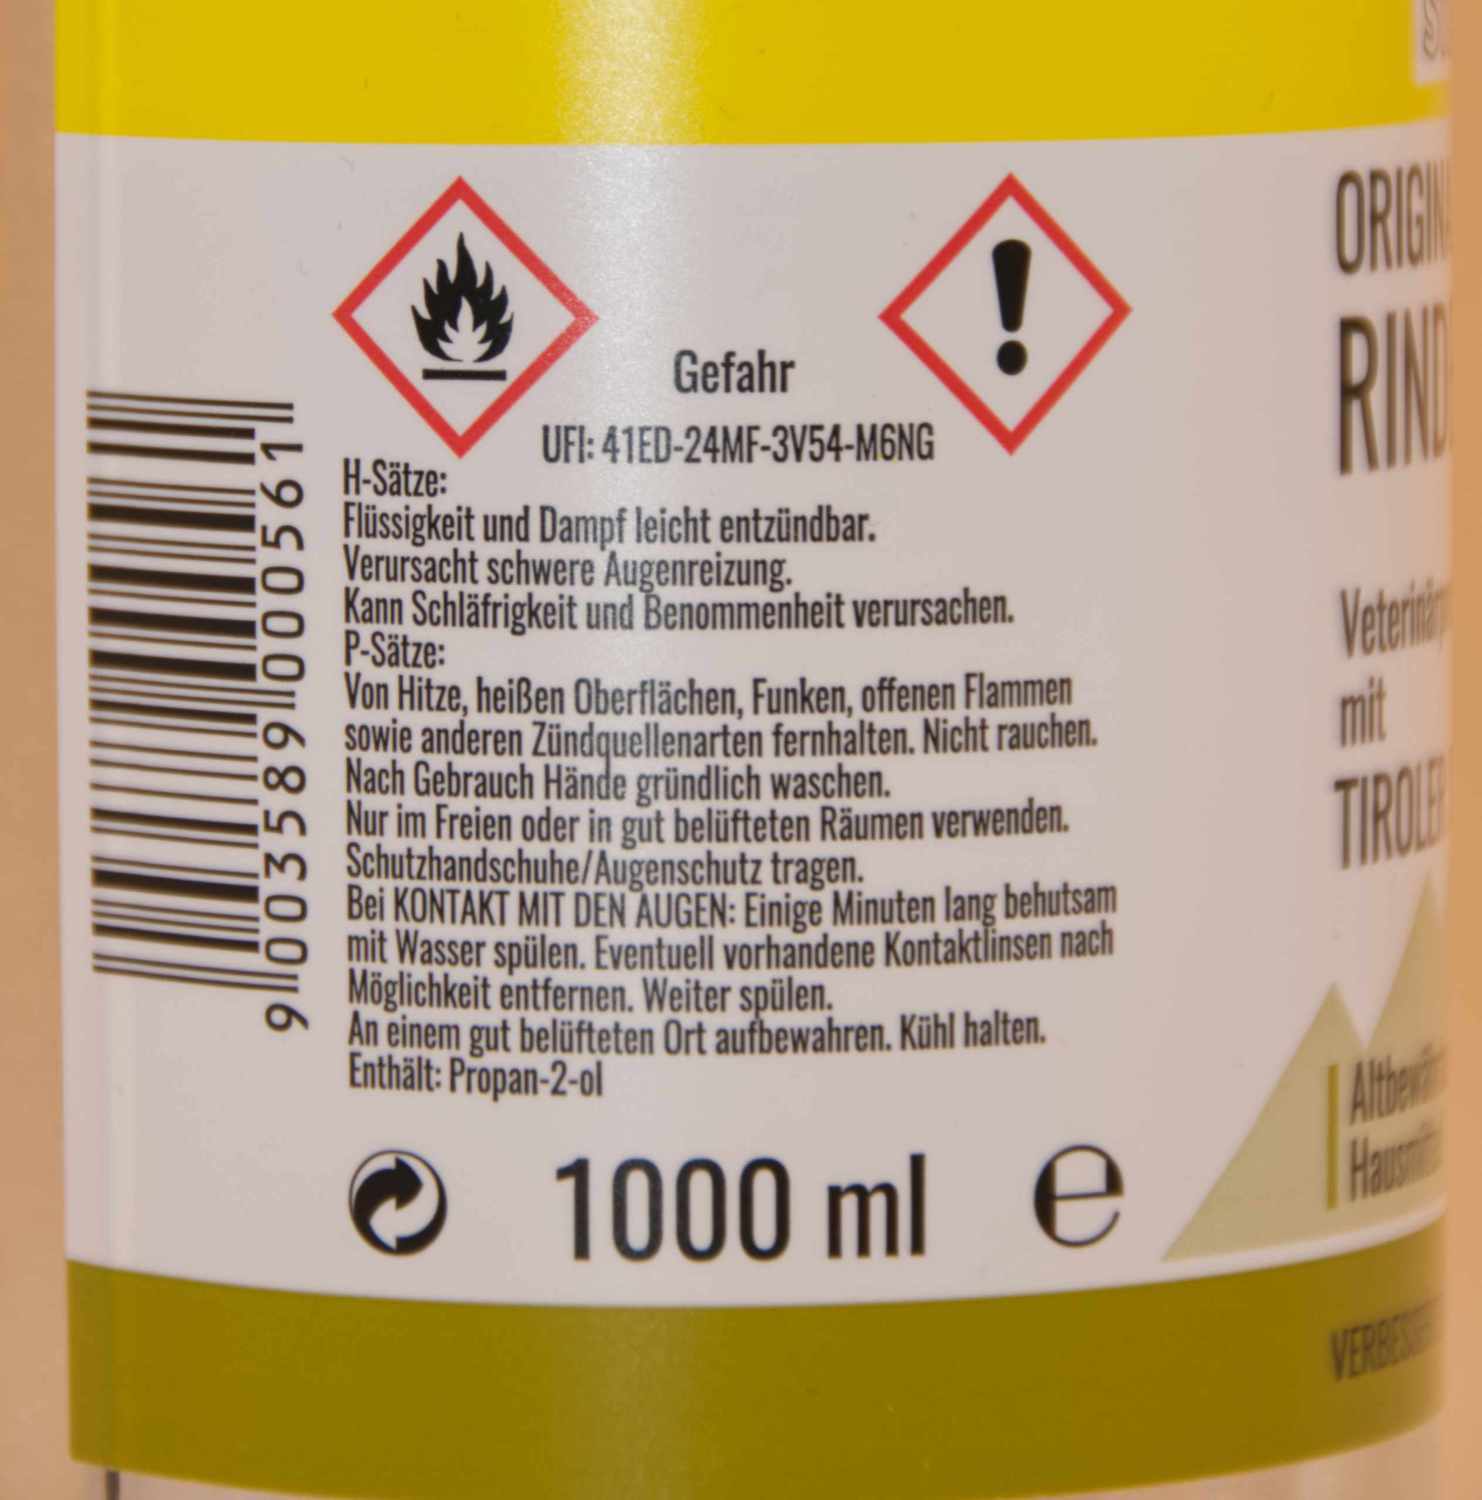 Gefahr
UFI: 41ED-24MF-3V54-M6NG
H-Sätze:
Flüssigkeit und Dampf leicht entzündbar.
Verursacht schwere Augenreizung.
Kann Schläfrigkeit und Benommenheit verursachen.
P-Sätze:
Von Hitze, heißen Oberflächen, Funken, offenen Flammen
sowie anderen Zündquellenarten fernhalten. Nicht rauchen.
Nach Gebrauch Hände gründlich waschen.
Nur im Freien oder in gut belüfteten Räumen verwenden.
Schutzhandschuhe/Augenschutz tragen.
Bei KONTAKT MIT DEN AUGEN: Einige Minuten lang behutsam
mit Wasser spülen. Eventuell vorhandene Kontaktlinsen nach
Möglichkeit entfernen. Weiter spülen.
An einem gut belüfteten Ort aufbewahren. Kühl halten.
Enthält: Propan-2-ol
1000 ml e
9003589000561
mit
TIROLER